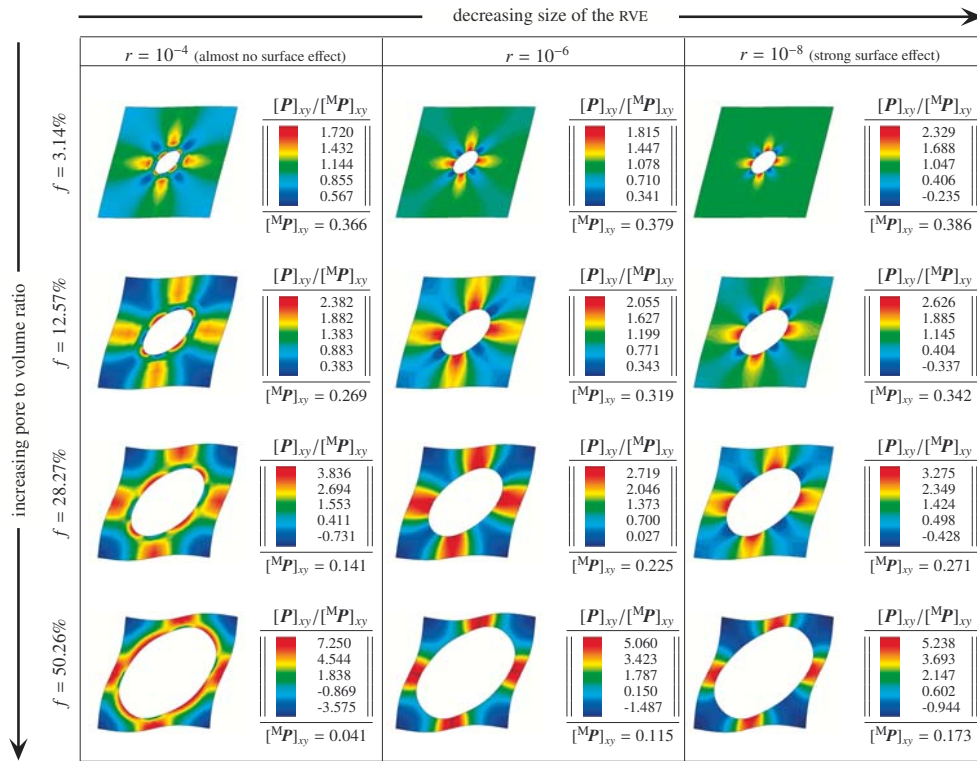 decreasing size of the RVE
increasing pore to volume ratio
r = 10⁻⁴ (almost no surface effect)
r = 10⁻⁶
r = 10⁻⁸ (strong surface effect)
f = 3.14%
[P]xy/[ᴹP]xy
1.720
1.432
1.144
0.855
0.567
[ᴹP]xy = 0.366
[P]xy/[ᴹP]xy
1.815
1.447
1.078
0.710
0.341
[ᴹP]xy = 0.379
[P]xy/[ᴹP]xy
2.329
1.688
1.047
0.406
-0.235
[ᴹP]xy = 0.386
f = 12.57%
[P]xy/[ᴹP]xy
2.382
1.882
1.383
0.883
0.383
[ᴹP]xy = 0.269
[P]xy/[ᴹP]xy
2.055
1.627
1.199
0.771
0.343
[ᴹP]xy = 0.319
[P]xy/[ᴹP]xy
2.626
1.885
1.145
0.404
-0.337
[ᴹP]xy = 0.342
f = 28.27%
[P]xy/[ᴹP]xy
3.836
2.694
1.553
0.411
-0.731
[ᴹP]xy = 0.141
[P]xy/[ᴹP]xy
2.719
2.046
1.373
0.700
0.027
[ᴹP]xy = 0.225
[P]xy/[ᴹP]xy
3.275
2.349
1.424
0.498
-0.428
[ᴹP]xy = 0.271
f = 50.26%
[P]xy/[ᴹP]xy
7.250
4.544
1.838
-0.869
-3.575
[ᴹP]xy = 0.041
[P]xy/[ᴹP]xy
5.060
3.423
1.787
0.150
-1.487
[ᴹP]xy = 0.115
[P]xy/[ᴹP]xy
5.238
3.693
2.147
0.602
-0.944
[ᴹP]xy = 0.173